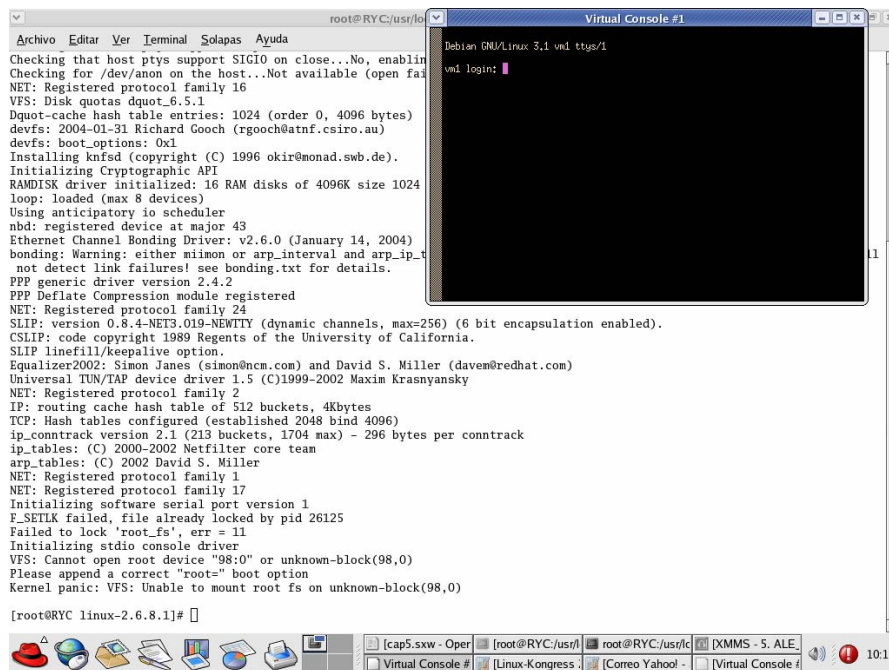 root@RYC:/usr/lo
Virtual Console #1
Archivo Editar Ver Terminal Solapas Ayuda
Debian GNU/Linux 3.1 vm1 ttys/1
vm1 login:
Checking that host ptys support SIGIO on close...No, enablin
Checking for /dev/anon on the host...Not available (open fai
NET: Registered protocol family 16
VFS: Disk quotas dquot_6.5.1
Dquot-cache hash table entries: 1024 (order 0, 4096 bytes)
devfs: 2004-01-31 Richard Gooch (rgooch@atnf.csiro.au)
devfs: boot_options: 0x1
Installing knfsd (copyright (C) 1996 okir@monad.swb.de).
Initializing Cryptographic API
RAMDISK driver initialized: 16 RAM disks of 4096K size 1024
loop: loaded (max 8 devices)
Using anticipatory io scheduler
nbd: registered device at major 43
Ethernet Channel Bonding Driver: v2.6.0 (January 14, 2004)
bonding: Warning: either miimon or arp_interval and arp_ip_t ll
not detect link failures! see bonding.txt for details.
PPP generic driver version 2.4.2
PPP Deflate Compression module registered
NET: Registered protocol family 24
SLIP: version 0.8.4-NET3.019-NEWTTY (dynamic channels, max=256) (6 bit encapsulation enabled).
CSLIP: code copyright 1989 Regents of the University of California.
SLIP linefill/keepalive option.
Equalizer2002: Simon Janes (simon@ncm.com) and David S. Miller (davem@redhat.com)
Universal TUN/TAP device driver 1.5 (C)1999-2002 Maxim Krasnyansky
NET: Registered protocol family 2
IP: routing cache hash table of 512 buckets, 4Kbytes
TCP: Hash tables configured (established 2048 bind 4096)
ip_conntrack version 2.1 (213 buckets, 1704 max) - 296 bytes per conntrack
ip_tables: (C) 2000-2002 Netfilter core team
arp_tables: (C) 2002 David S. Miller
NET: Registered protocol family 1
NET: Registered protocol family 17
Initializing software serial port version 1
F_SETLK failed, file already locked by pid 26125
Failed to lock 'root_fs', err = 11
Initializing stdio console driver
VFS: Cannot open root device "98:0" or unknown-block(98,0)
Please append a correct "root=" boot option
Kernel panic: VFS: Unable to mount root fs on unknown-block(98,0)
[root@RYC linux-2.6.8.1]#
[cap5.sxw - Oper [root@RYC:/usr/l root@RYC:/usr/lc [XMMS - 5. ALE_
Virtual Console # [Linux-Kongress : [Correo Yahoo! - [Virtual Console
10:1